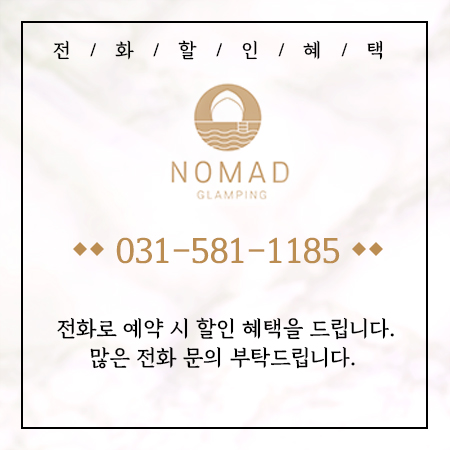 전 / 화 / 할 / 인 / 혜 / 택
NOMAD
GLAMPING
031-581-1185
전화로 예약 시 할인 혜택을 드립니다.
많은 전화 문의 부탁드립니다.